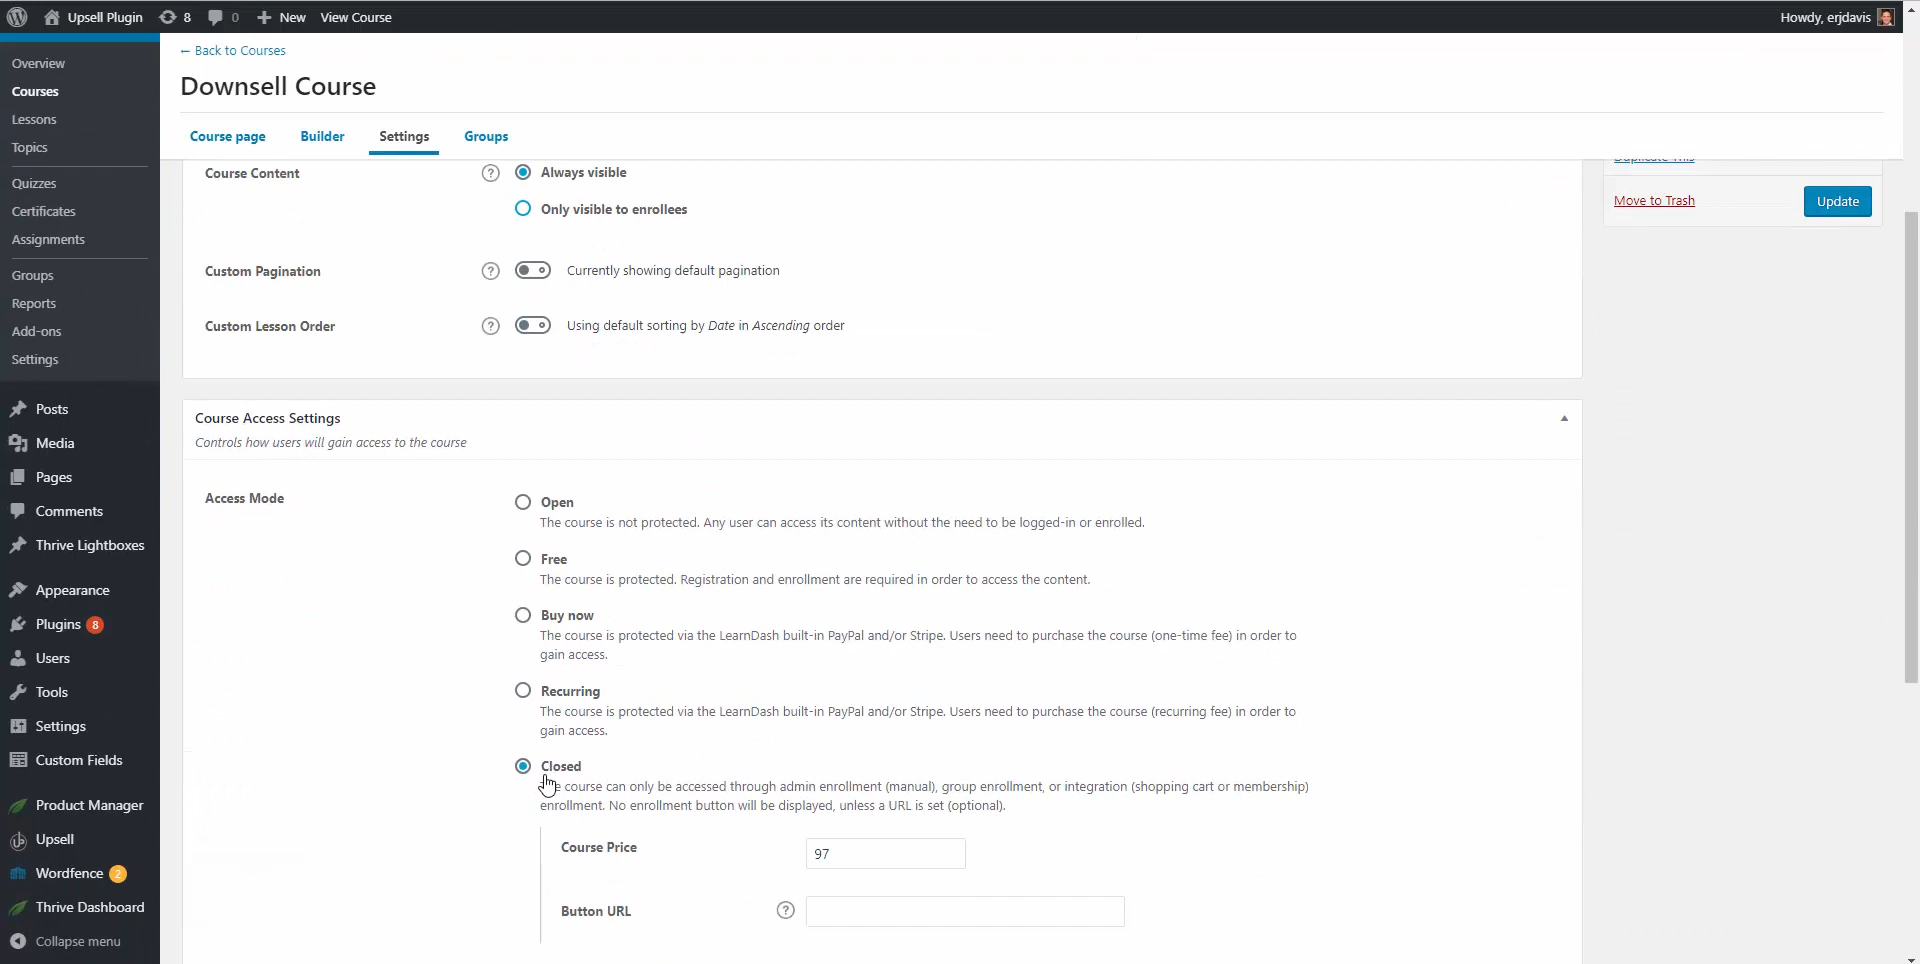 Upsell Plugin 8 0 New View Course Howdy, erjdavis
← Back to Courses
Downsell Course
Course page Builder Settings Groups
Overview
Courses
Lessons
Topics
Quizzes
Certificates
Assignments
Groups
Reports
Add-ons
Settings
Posts
Media
Pages
Comments
Thrive Lightboxes
Appearance
Plugins 8
Users
Tools
Settings
Custom Fields
Product Manager
Upsell
Wordfence 2
Thrive Dashboard
Collapse menu
Course Content ? Always visible
Only visible to enrollees
Custom Pagination ? Currently showing default pagination
Custom Lesson Order ? Using default sorting by Date in Ascending order
Duplicate This
Move to Trash Update
Course Access Settings
Controls how users will gain access to the course
Access Mode
Open
The course is not protected. Any user can access its content without the need to be logged-in or enrolled.
Free
The course is protected. Registration and enrollment are required in order to access the content.
Buy now
The course is protected via the LearnDash built-in PayPal and/or Stripe. Users need to purchase the course (one-time fee) in order to
gain access.
Recurring
The course is protected via the LearnDash built-in PayPal and/or Stripe. Users need to purchase the course (recurring fee) in order to
gain access.
Closed
course can only be accessed through admin enrollment (manual), group enrollment, or integration (shopping cart or membership)
enrollment. No enrollment button will be displayed, unless a URL is set (optional).
Course Price 97
Button URL ?